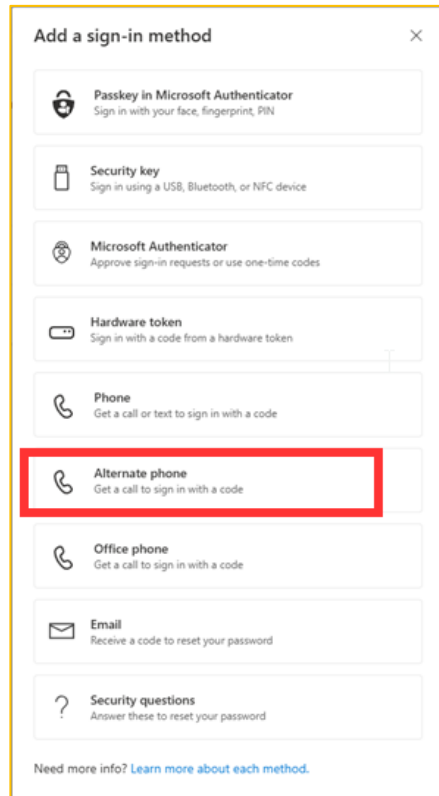 Add a sign-in method
Passkey in Microsoft Authenticator
Sign in with your face, fingerprint, PIN
Security key
Sign in using a USB, Bluetooth, or NFC device
Microsoft Authenticator
Approve sign-in requests or use one-time codes
Hardware token
Sign in with a code from a hardware token
Phone
Get a call or text to sign in with a code
Alternate phone
Get a call to sign in with a code
Office phone
Get a call to sign in with a code
Email
Receive a code to reset your password
Security questions
Answer these to reset your password
Need more info? Learn more about each method.